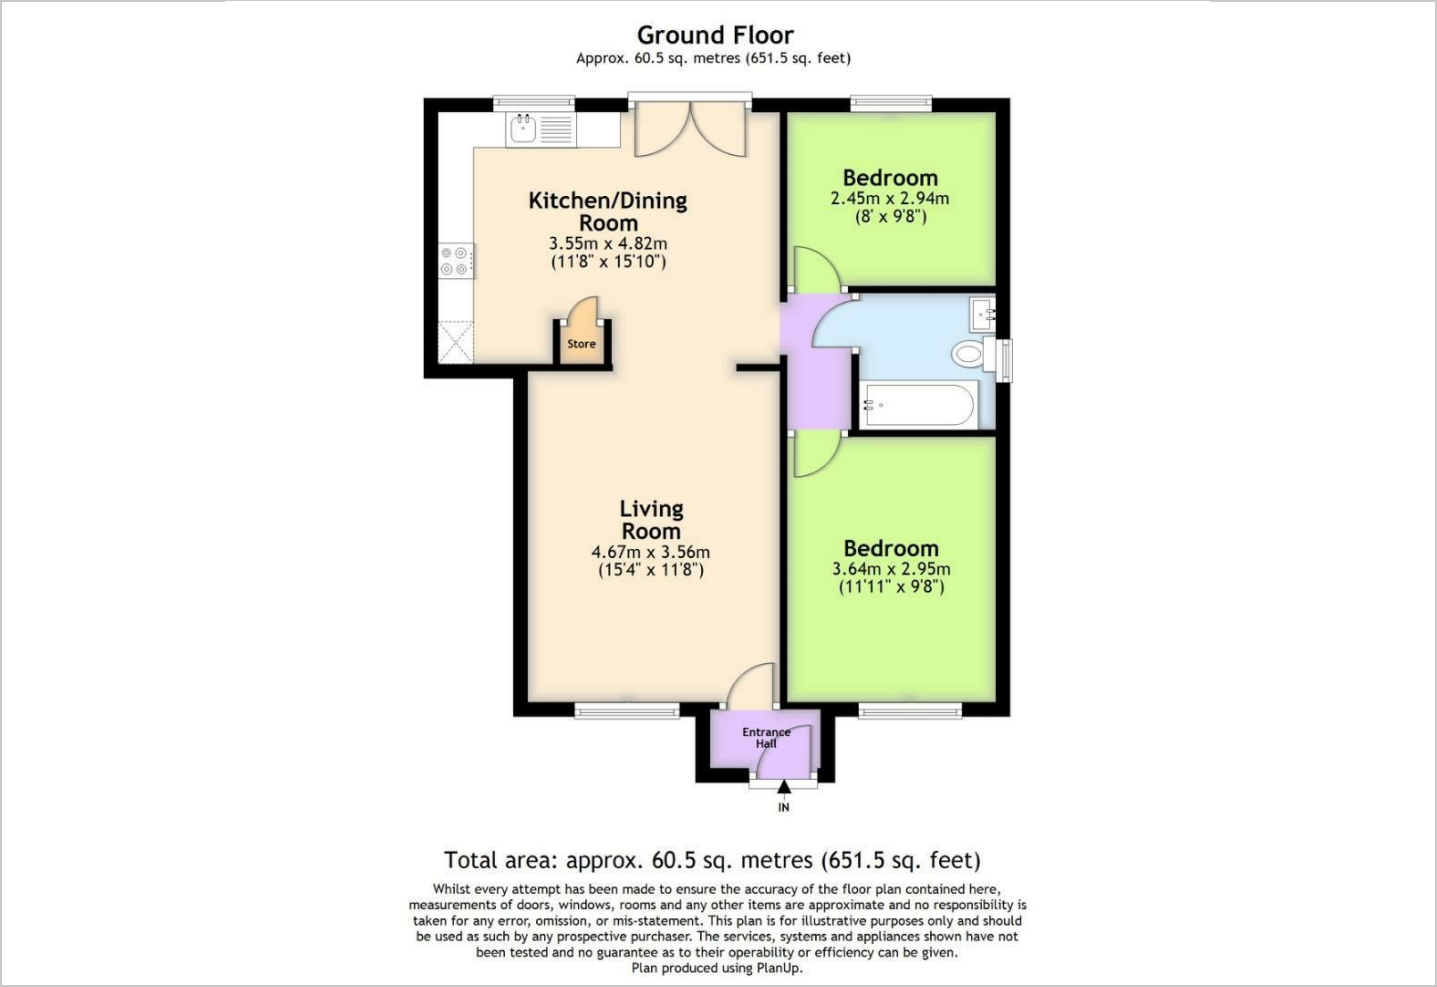 Ground Floor
Approx. 60.5 sq. metres (651.5 sq. feet)
Kitchen/Dining
Room
3.55m x 4.82m
(11'8" x 15'10")
Bedroom
2.45m x 2.94m
(8' x 9'8")
Store
Living
Room
4.67m x 3.56m
(15'4" x 11'8")
Bedroom
3.64m x 2.95m
(11'11" x 9'8")
Entrance
Hall
IN
Total area: approx. 60.5 sq. metres (651.5 sq. feet)
Whilst every attempt has been made to ensure the accuracy of the floor plan contained here,
measurements of doors, windows, rooms and any other items are approximate and no responsibility is
taken for any error, omission, or mis-statement. This plan is for illustrative purposes only and should
be used as such by any prospective purchaser. The services, systems and appliances shown have not
been tested and no guarantee as to their operability or efficiency can be given.
Plan produced using PlanUp.